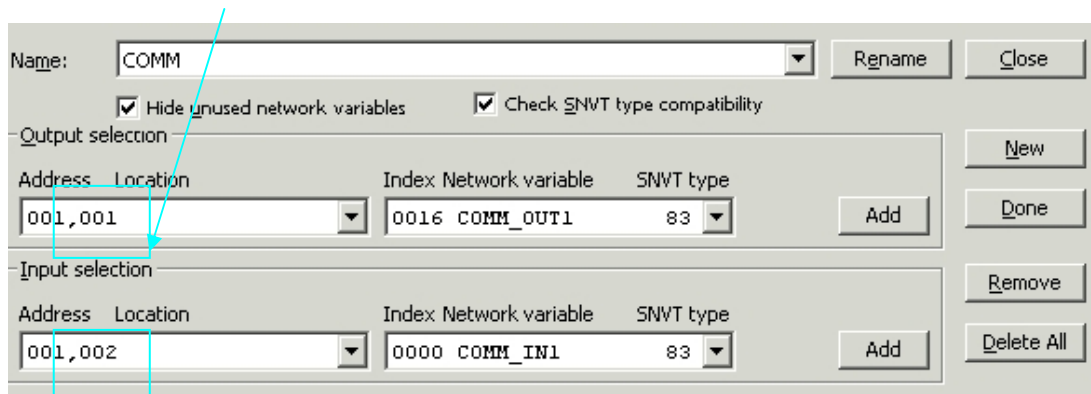 Name: COMM Rename Close
Hide unused network variables Check SNVT type compatibility
Output selection New
Address Location Index Network variable SNVT type
001,001 0016 COMM_OUT1 83 Add Done
Input selection Remove
Address Location Index Network variable SNVT type
001,002 0000 COMM_IN1 83 Add Delete All